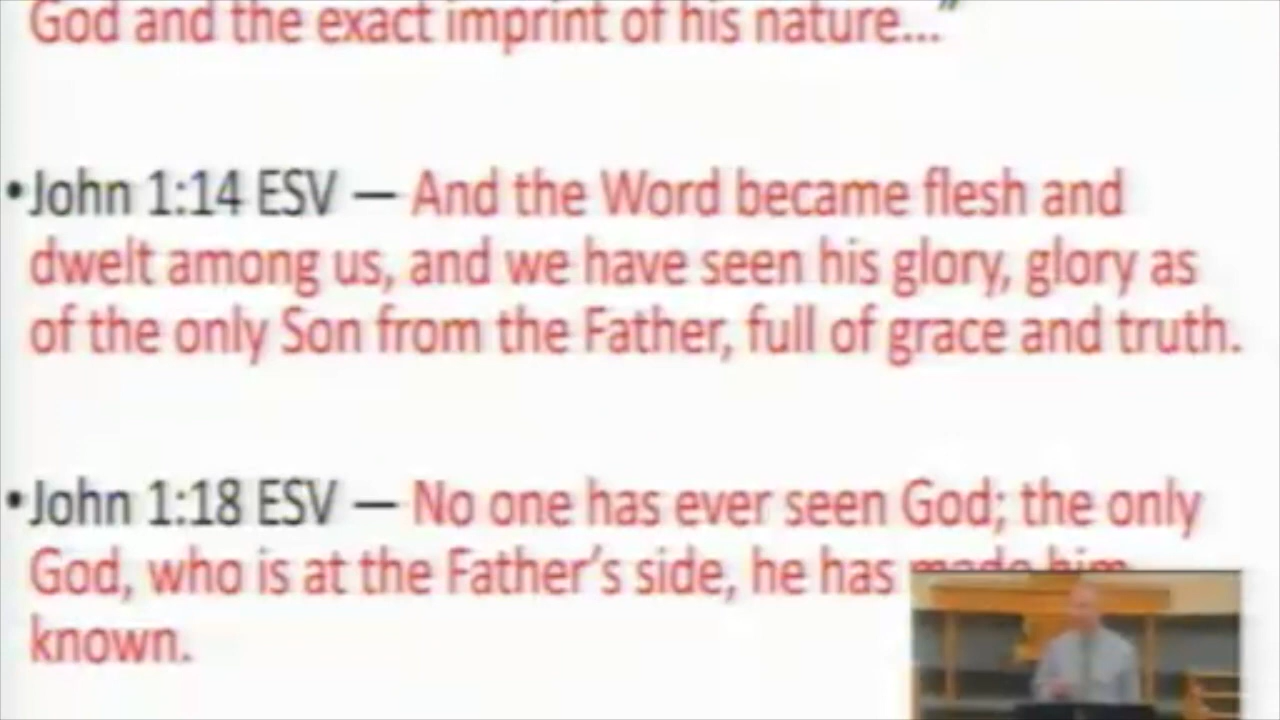 God and the exact imprint of his nature..."
•John 1:14 ESV — And the Word became flesh and
dwelt among us, and we have seen his glory, glory as
of the only Son from the Father, full of grace and truth.
•John 1:18 ESV — No one has ever seen God; the only
God, who is at the Father's side, he has made him
known.